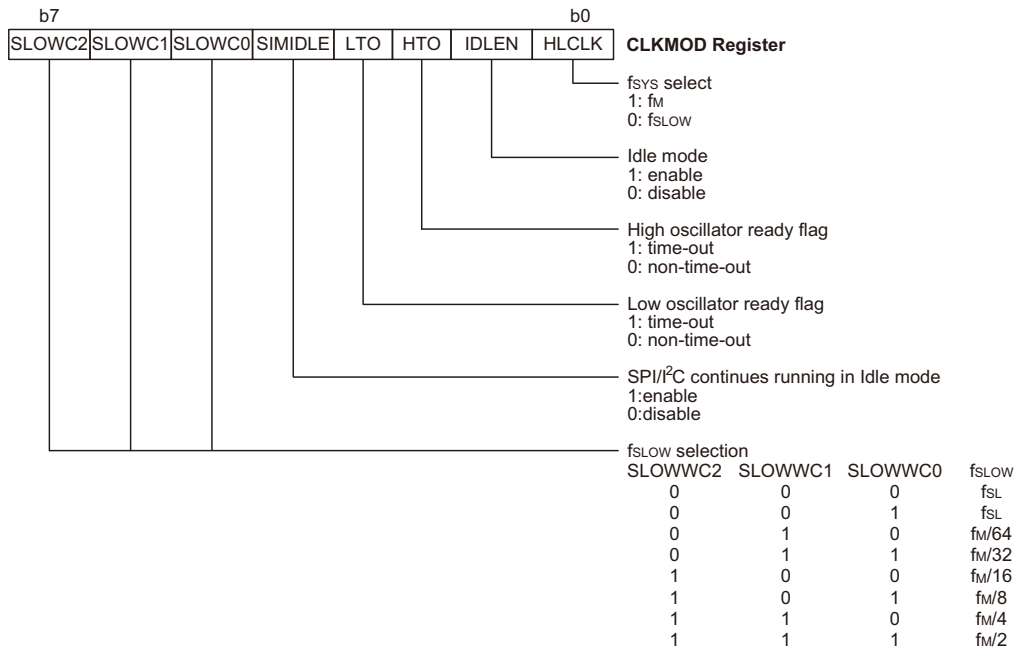 b7 b0
SLOWC2 SLOWC1 SLOWC0 SIMIDLE LTO HTO IDLEN HLCLK CLKMOD Register
fSYS select
1: fM
0: fSLOW
Idle mode
1: enable
0: disable
High oscillator ready flag
1: time-out
0: non-time-out
Low oscillator ready flag
1: time-out
0: non-time-out
SPI/I²C continues running in Idle mode
1:enable
0:disable
fSLOW selection
SLOWWC2 SLOWWC1 SLOWWC0 fSLOW
0 0 0 fSL
0 0 1 fSL
0 1 0 fM/64
0 1 1 fM/32
1 0 0 fM/16
1 0 1 fM/8
1 1 0 fM/4
1 1 1 fM/2